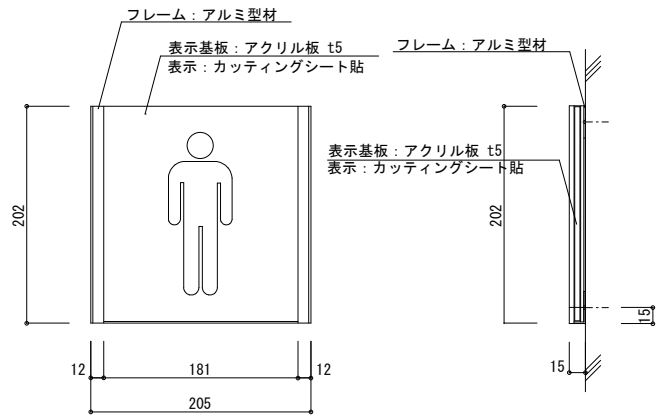 フレーム：アルミ型材
表示基板：アクリル板 t5
表示：カッティングシート貼
202
12
181
12
205
フレーム：アルミ型材
表示基板：アクリル板 t5
表示：カッティングシート貼
202
15
15